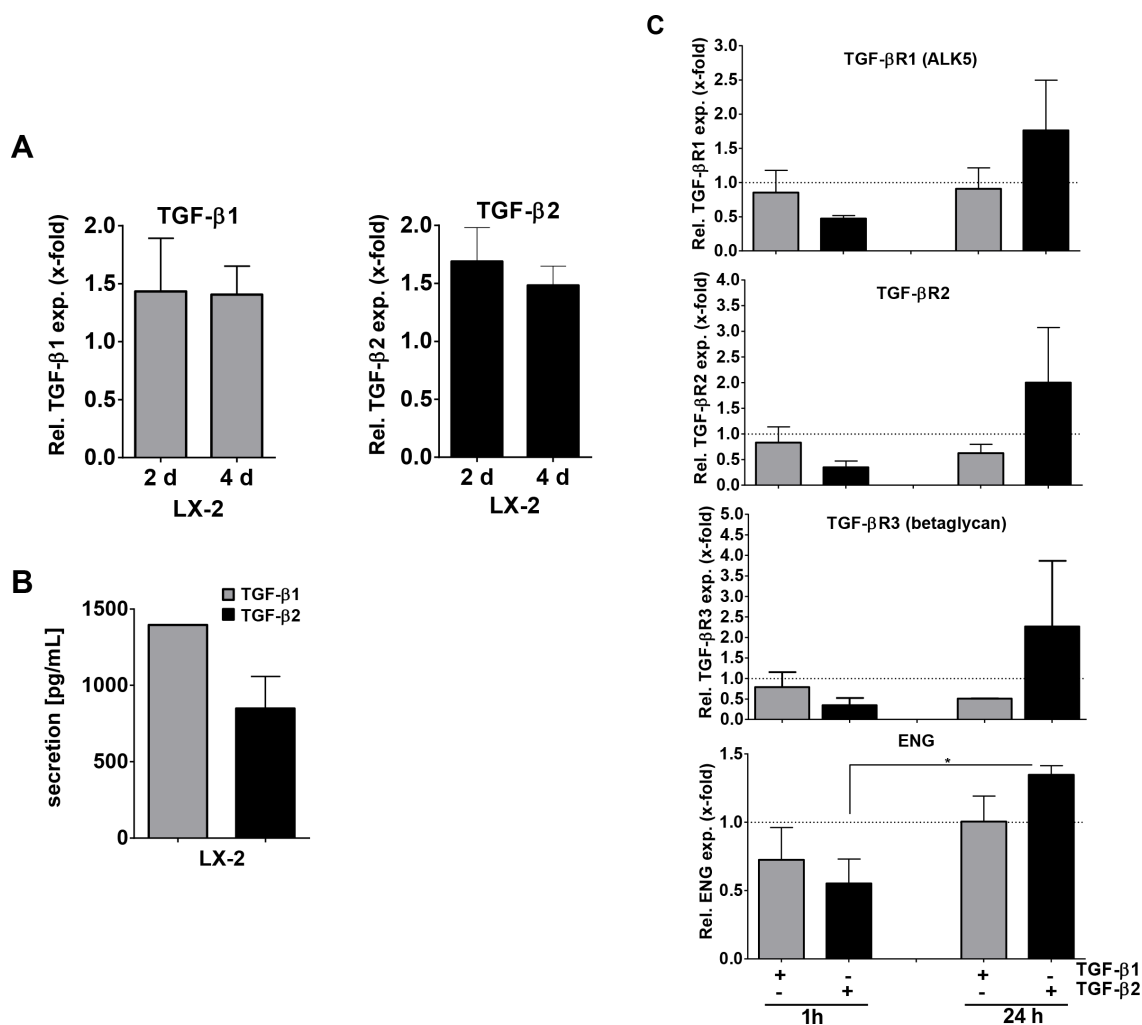 A
TGF-β1
Rel. TGF-β1 exp. (x-fold)
2.0
1.5
1.0
0.5
0.0
2 d 4 d
LX-2
TGF-β2
Rel. TGF-β2 exp. (x-fold)
2.0
1.5
1.0
0.5
0.0
2 d 4 d
LX-2
B
TGF-β1
TGF-β2
secretion [pg/mL]
1500
1000
500
0
LX-2
C
TGF-βR1 (ALK5)
Rel. TGF-βR1 exp. (x-fold)
3.0
2.5
2.0
1.5
1.0
0.5
0.0
TGF-βR2
Rel. TGF-βR2 exp. (x-fold)
4.0
3.5
3.0
2.5
2.0
1.5
1.0
0.5
0.0
TGF-βR3 (betaglycan)
Rel. TGF-βR3 exp. (x-fold)
5.0
4.5
4.0
3.5
3.0
2.5
2.0
1.5
1.0
0.5
0.0
ENG
Rel. ENG exp. (x-fold)
1.5
1.0
0.5
0.0
*
+ - + - TGF-β1
- + - + TGF-β2
1h 24 h